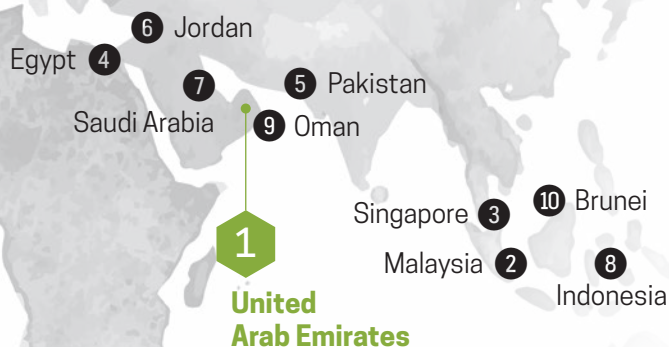 6 Jordan
Egypt 4
7
5 Pakistan
Saudi Arabia
9 Oman
10 Brunei
Singapore 3
1
Malaysia 2
8
Indonesia
United
Arab Emirates